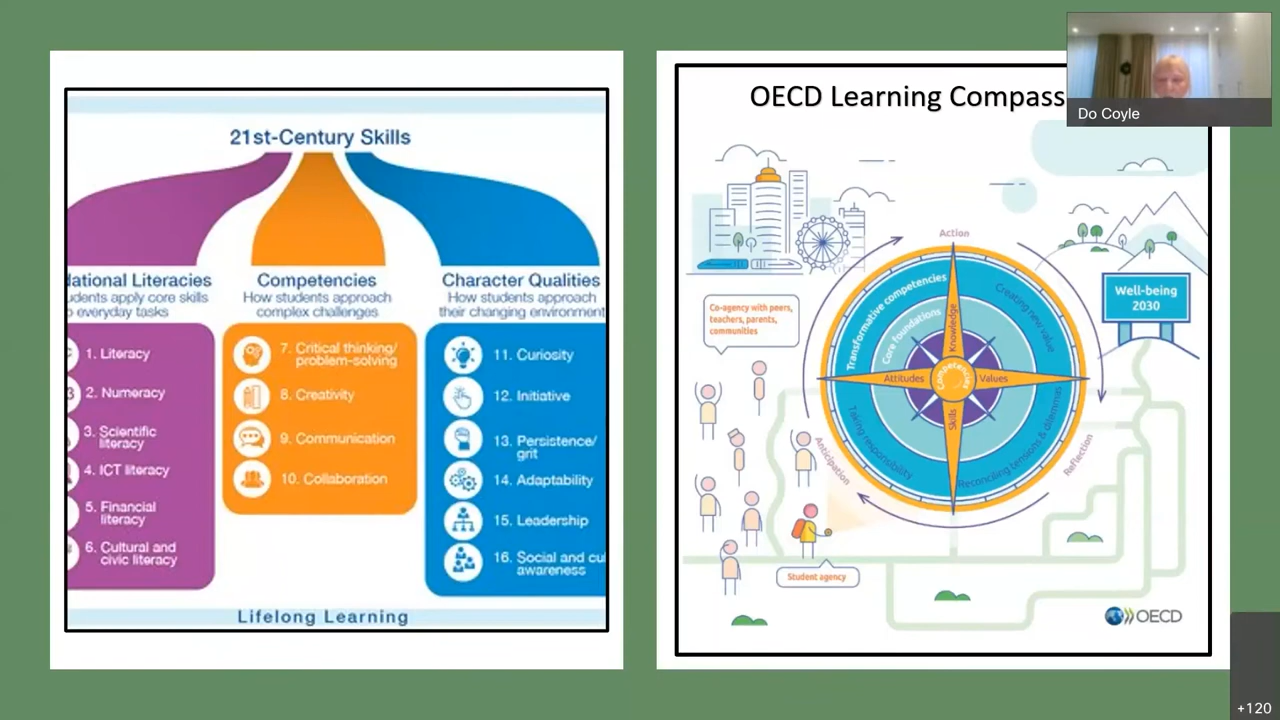 21st-Century Skills
dational Literacies
udents apply core skills
o everyday tasks
1. Literacy
2. Numeracy
3. Scientific
literacy
4. ICT literacy
5. Financial
literacy
6. Cultural and
civic literacy
Competencies
How students approach
complex challenges
7. Critical thinking/
problem-solving
8. Creativity
9. Communication
10. Collaboration
Character Qualities
How students approach
their changing environment
11. Curiosity
12. Initiative
13. Persistence/
grit
14. Adaptability
15. Leadership
16. Social and cu
awareness
Lifelong Learning
OECD Learning Compass
Do Coyle
Action
Co-agency with peers,
teachers, parents,
communities
Transformative competencies
Core foundations
Creating new value
Knowledge
Attitudes
Competencies
Values
Skills
Taking responsibility
Reconciling tensions & dilemmas
Anticipation
Reflection
Well-being
2030
Student agency
OECD
+120